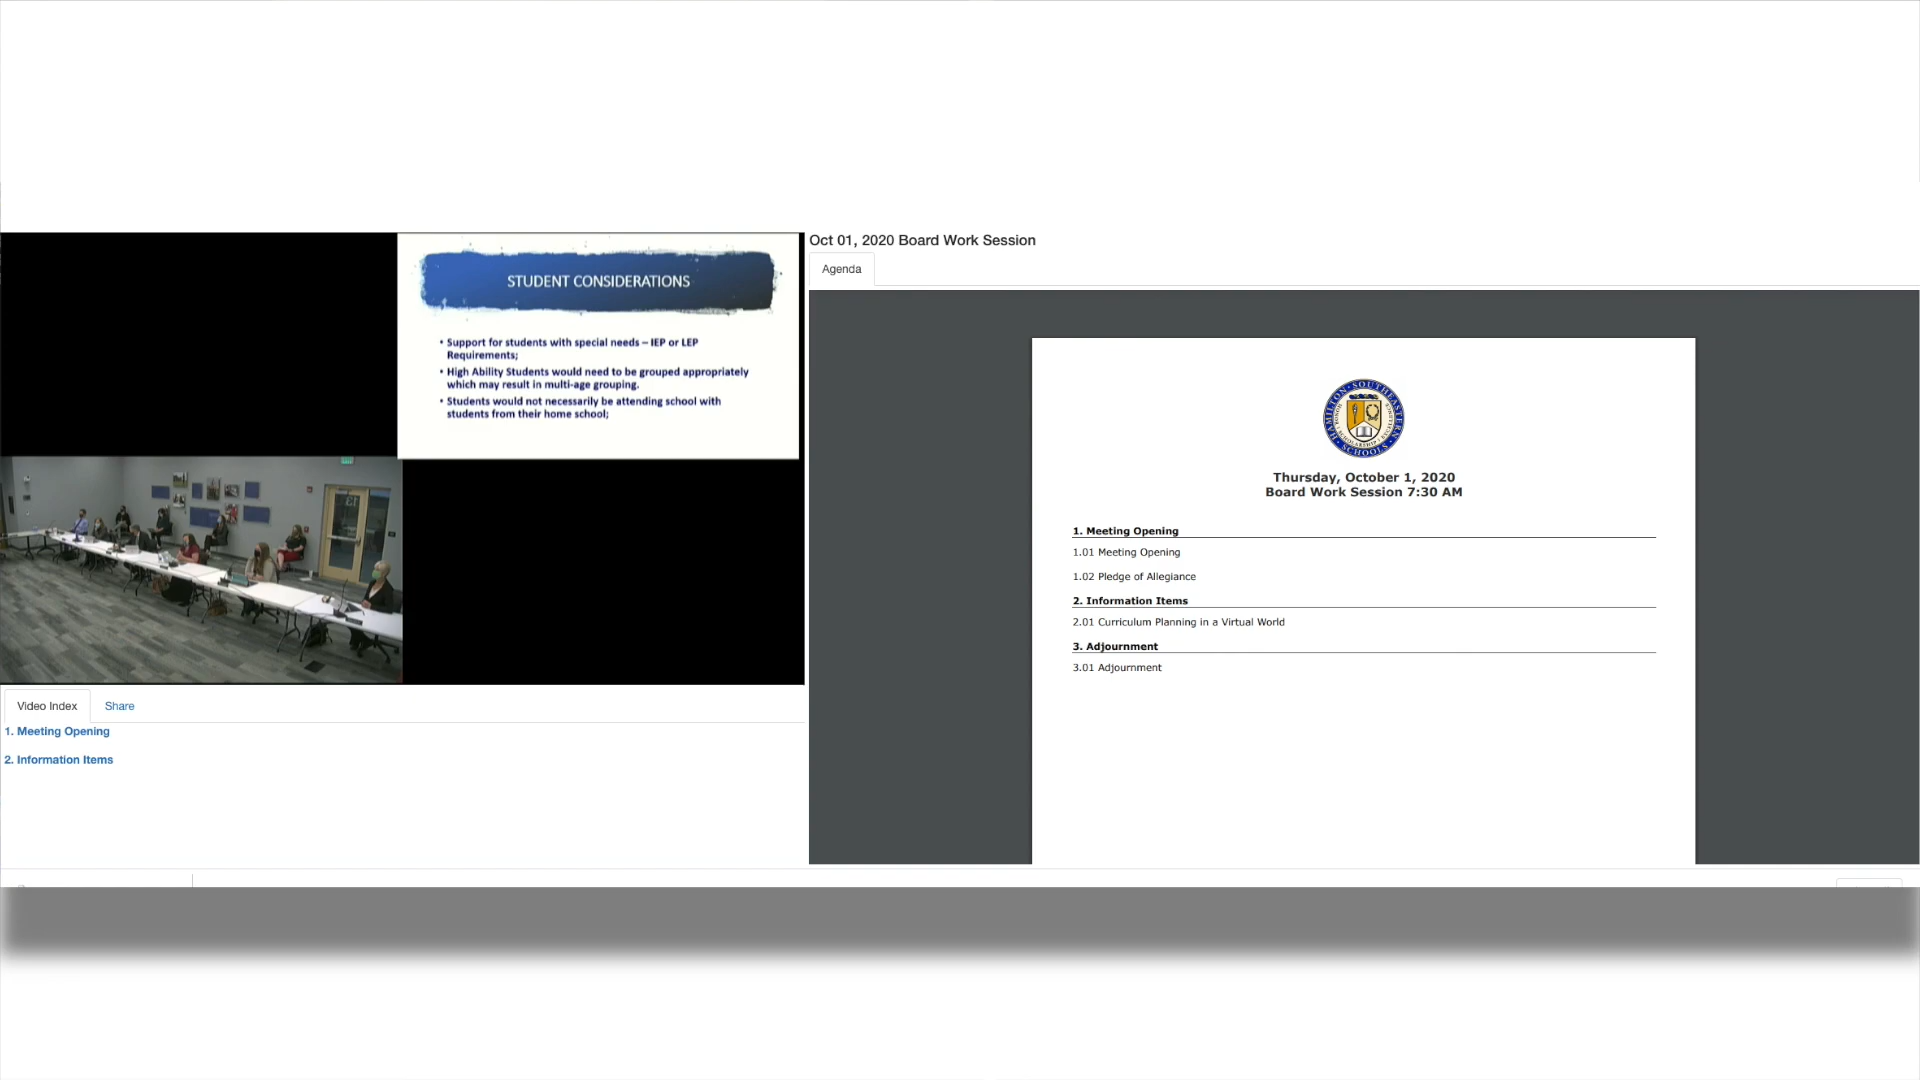 STUDENT CONSIDERATIONS
• Support for students with special needs – IEP or LEP
Requirements;
• High Ability Students would need to be grouped appropriately
which may result in multi-age grouping.
• Students would not necessarily be attending school with
students from their home school;
Video Index
Share
1. Meeting Opening
2. Information Items
Oct 01, 2020 Board Work Session
Agenda
HAMILTON SOUTHEASTERN
SCHOOLS
Thursday, October 1, 2020
Board Work Session 7:30 AM
1. Meeting Opening
1.01 Meeting Opening
1.02 Pledge of Allegiance
2. Information Items
2.01 Curriculum Planning in a Virtual World
3. Adjournment
3.01 Adjournment